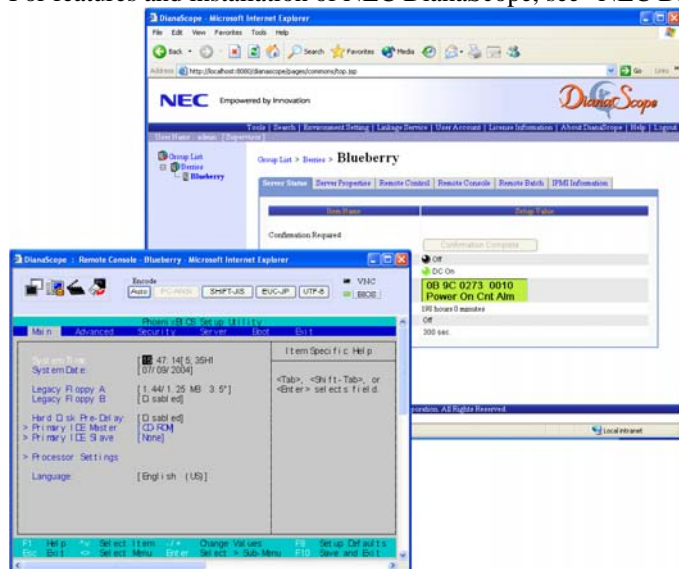 DianaScope - Microsoft Internet Explorer
File Edit View Favorites Tools Help
Back Search Favorites Media
Address http://localhost:8080/dianascope/pages/commons/top.jsp Go Links
NEC Empowered by Innovation DianaScope
Tools | Search | Environment Setting | Linkage Service | User Account | License Information | About DianaScope | Help | Logout
User Name : admin [Supervisor]
Group List
Berries
Blueberry
Group List > Berries > Blueberry
Server Status Server Properties Remote Control Remote Console Remote Batch IPMI Information
Item Name Setup Value
Confirmation Required
Confirmation Complete
Off
DC On
0B 9C 0273 0010
Power On Cnt Alm
198 hours 0 minutes
Off
300 sec
poration. All Rights Reserved.
Local intranet
DianaScope : Remote Console - Blueberry - Microsoft Internet Explorer
Encode
Auto SHIFT-JIS EUC-JP UTF-8
VNC
BIOS
PhoenixBIOS Setup Utility
Main Advanced Security Server Boot Exit
System Date: [07/09/2004]
Legacy Floppy A: [1.44/1.25 MB 3.5"]
Legacy Floppy B: [Disabled]
Hard Disk Pre-Delay: [Disabled]
> Primary IDE Master [CD-ROM]
> Primary IDE Slave [None]
> Processor Settings
Language: [English (US)]
Item Specific Help
<Tab>, <Shift-Tab>, or
<Enter> selects field.
F1 Help Select Item -/+ Change Values F9 Setup Defaults
Esc Exit <> Select Menu Enter Select > Sub-Menu F10 Save and Exit